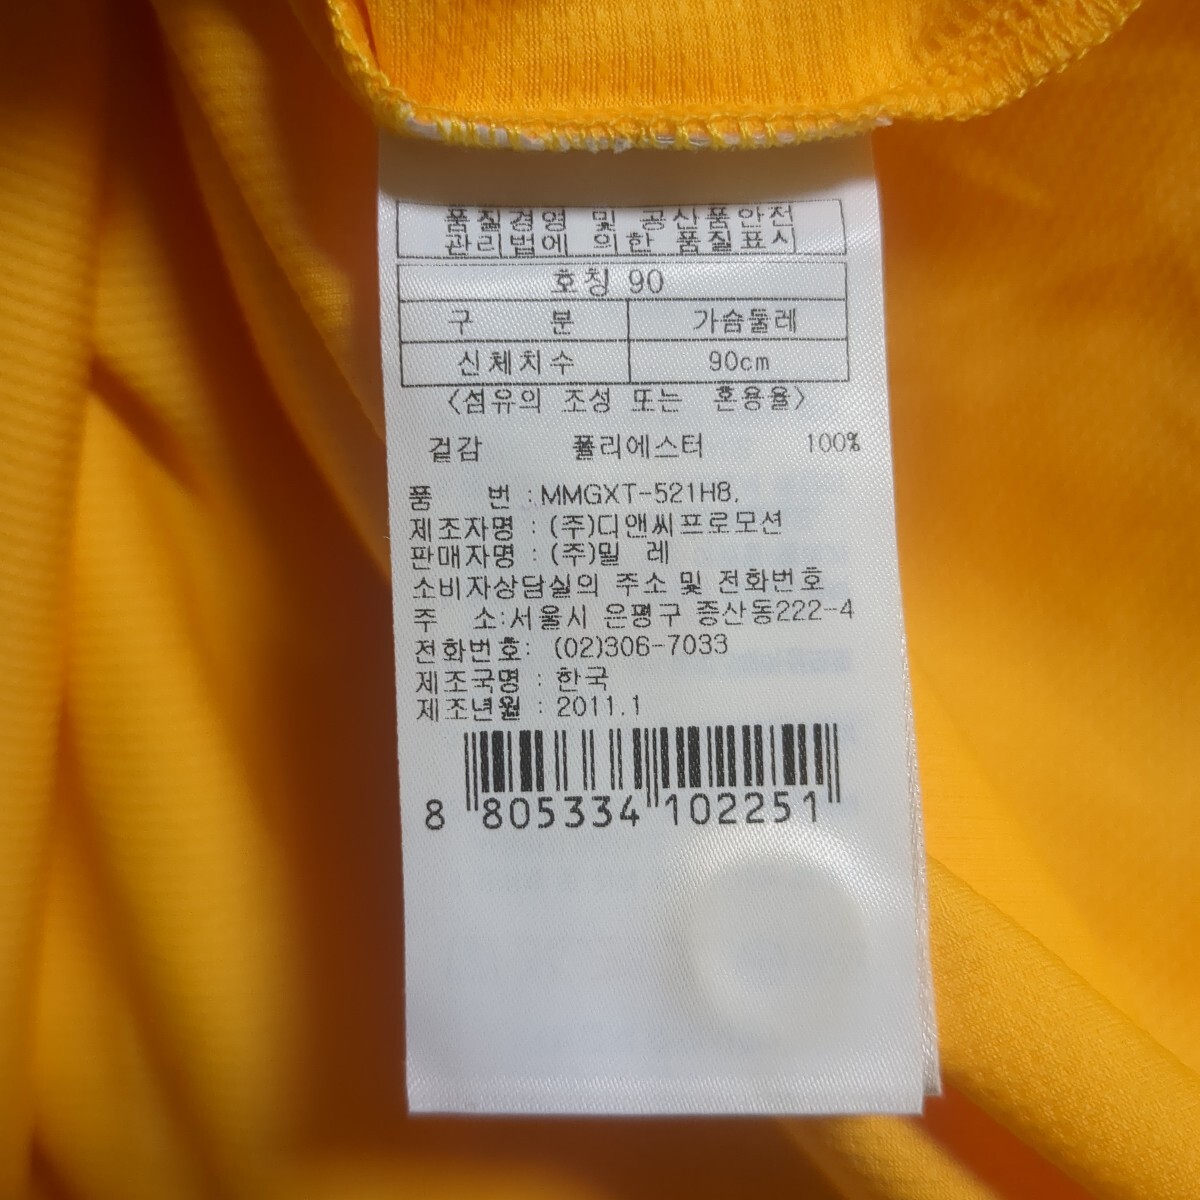 품질경영 및 공산품안전
관리법에 의한 품질표시
호칭 90
구 분 가슴둘레
신체치수 90cm
<섬유의 조성 또는 혼용율>
겉감 폴리에스터 100%
품 번 : MMGXT-521H8.
제조자명 : (주)디앤씨프로모션
판매자명 : (주)밀 레
소비자상담실의 주소 및 전화번호
주 소:서울시 은평구 증산동222-4
전화번호: (02)306-7033
제조국명 : 한국
제조년월 : 2011.1
8 805334 102251